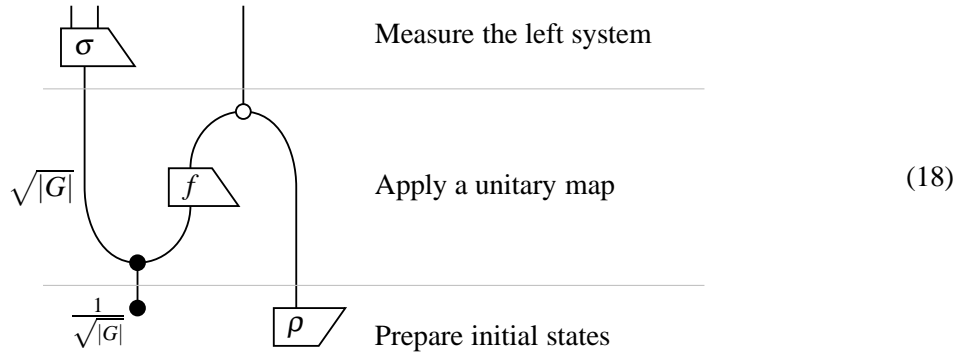 σ
Measure the left system
√|G|
f
Apply a unitary map
(18)
1/√|G|
ρ
Prepare initial states